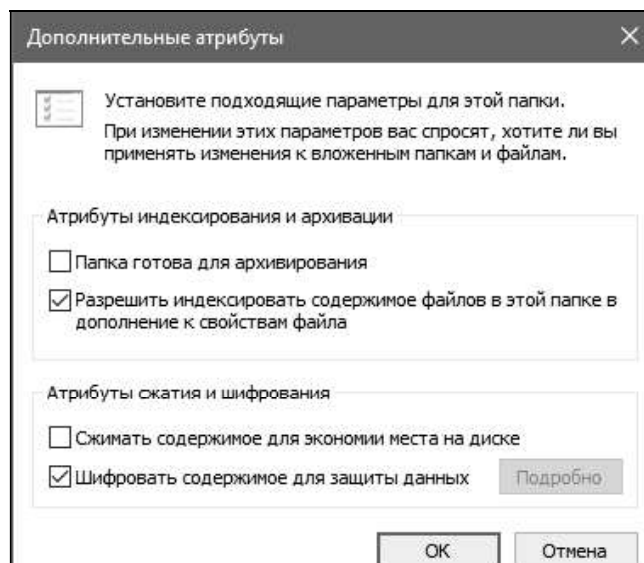 Дополнительные атрибуты
Установите подходящие параметры для этой папки.
При изменении этих параметров вас спросят, хотите ли вы
применять изменения к вложенным папкам и файлам.
Атрибуты индексирования и архивации
Папка готова для архивирования
Разрешить индексировать содержимое файлов в этой папке в
дополнение к свойствам файла
Атрибуты сжатия и шифрования
Сжимать содержимое для экономии места на диске
Шифровать содержимое для защиты данных Подробно
ОК Отмена